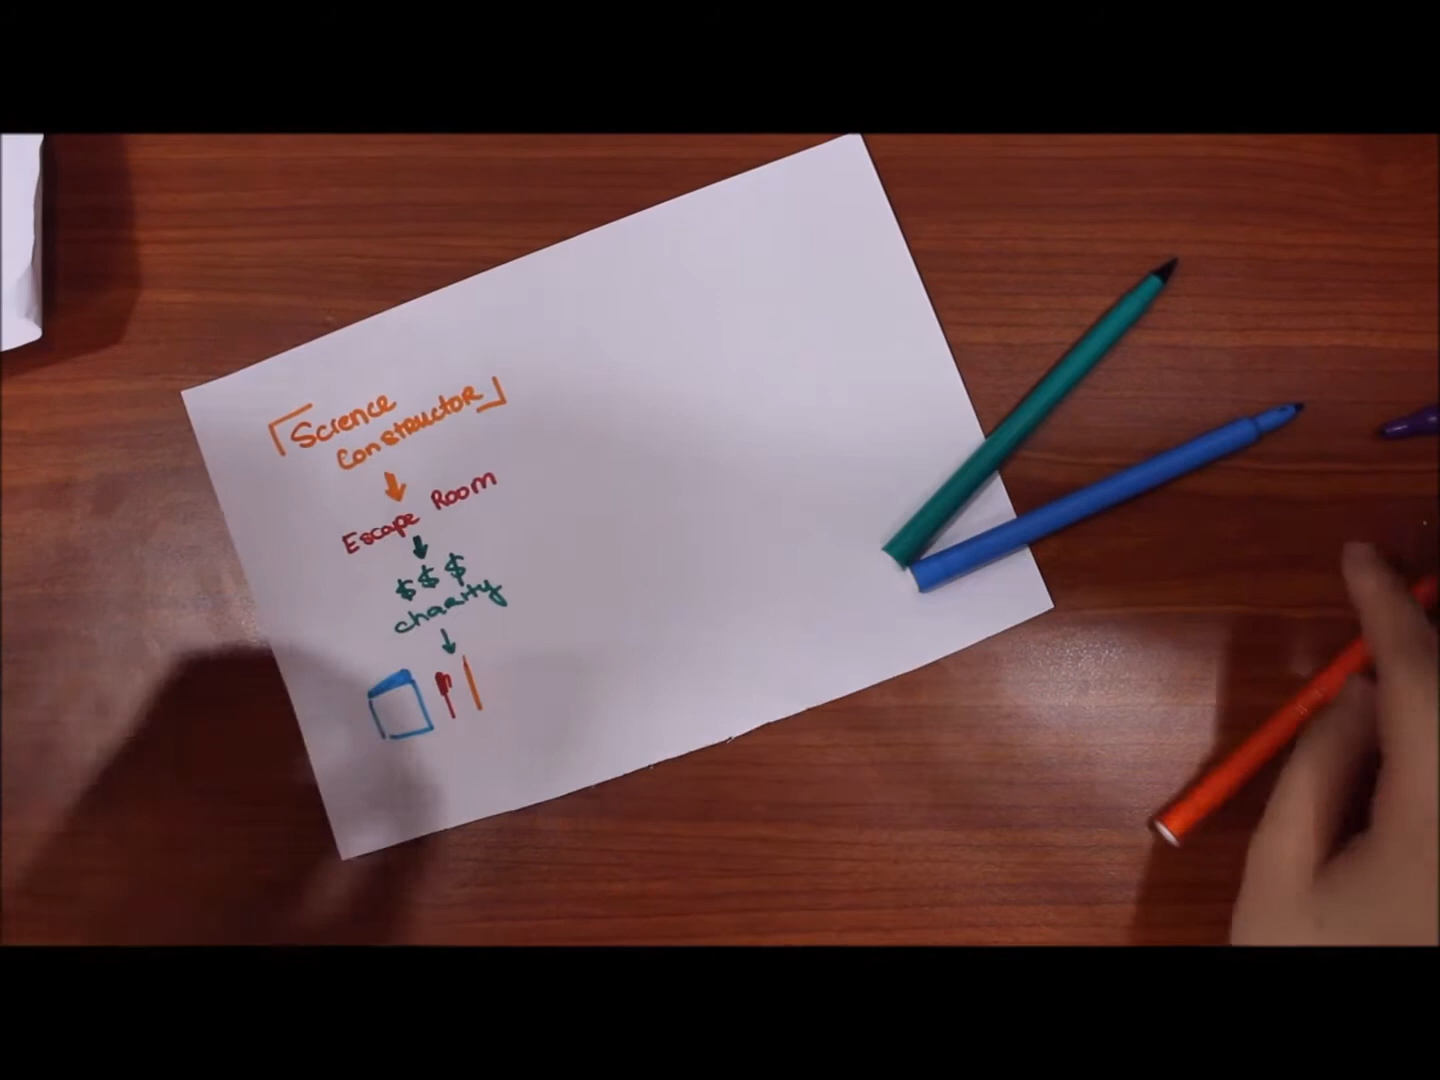 Science
constructor
Escape Room
$ $ $
charity